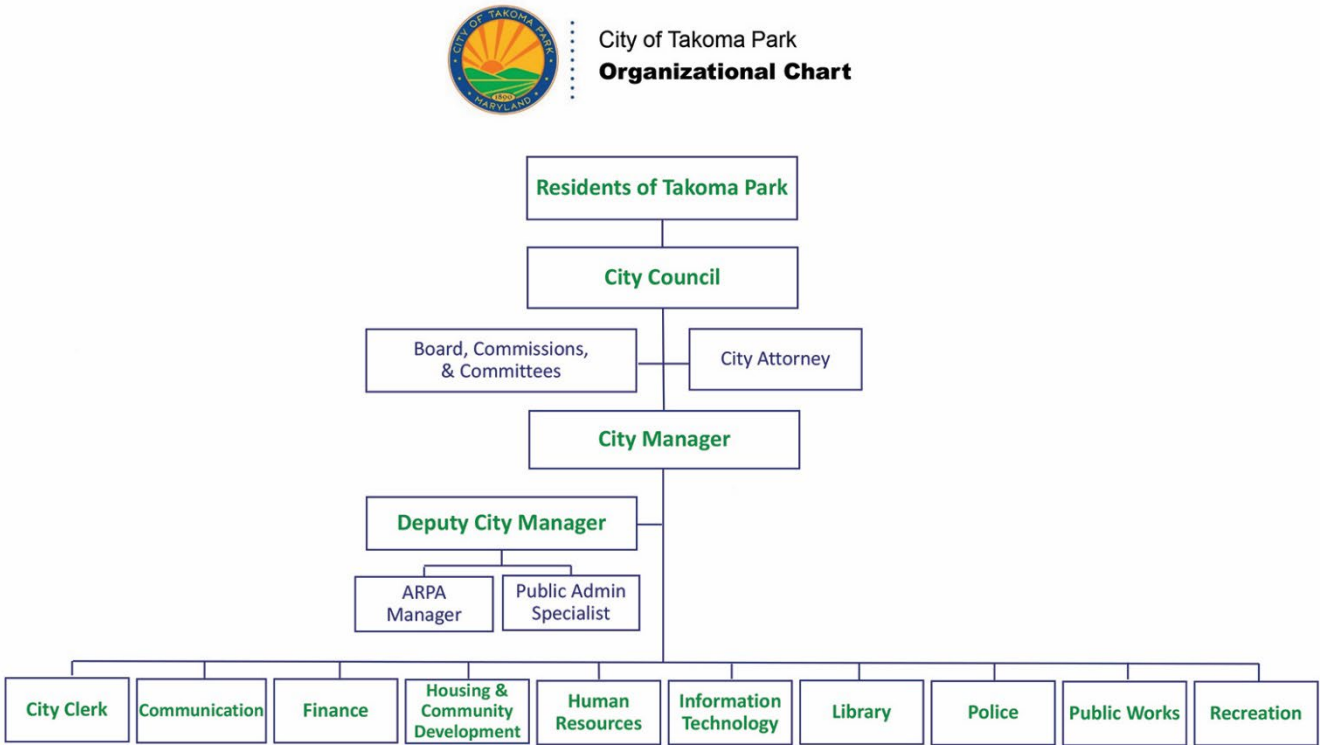 CITY OF TAKOMA PARK
1890
MARYLAND
City of Takoma Park
Organizational Chart
Residents of Takoma Park
City Council
Board, Commissions,
& Committees
City Attorney
City Manager
Deputy City Manager
ARPA
Manager
Public Admin
Specialist
City Clerk
Communication
Finance
Housing &
Community
Development
Human
Resources
Information
Technology
Library
Police
Public Works
Recreation